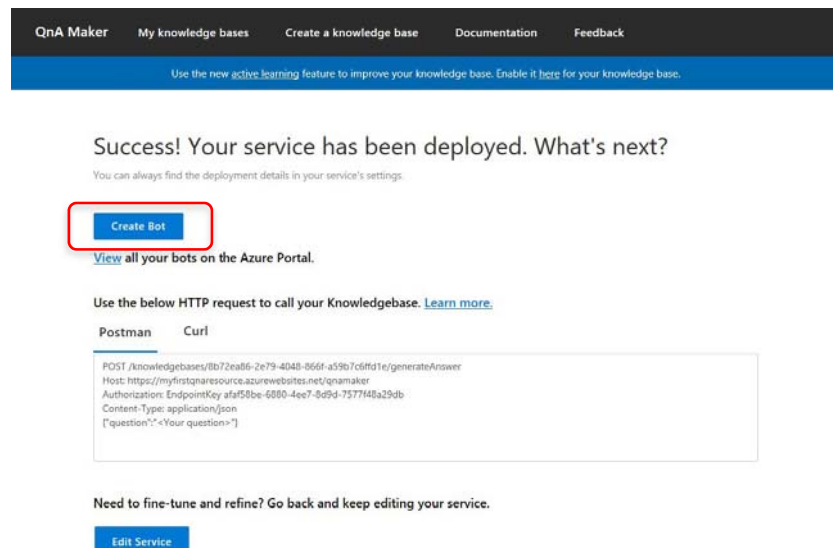 QnA Maker My knowledge bases Create a knowledge base Documentation Feedback
Use the new active learning feature to improve your knowledge base. Enable it here for your knowledge base.
Success! Your service has been deployed. What's next?
You can always find the deployment details in your service's settings.
Create Bot
View all your bots on the Azure Portal.
Use the below HTTP request to call your Knowledgebase. Learn more.
Postman Curl
POST /knowledgebases/8b72ea86-2e79-4048-866f-a59b7c6ffd1e/generateAnswer
Host: https://myfirstqnaresource.azurewebsites.net/qnamaker
Authorization: EndpointKey afaf58be-6880-4ee7-8d9d-7577f48a29db
Content-Type: application/json
{"question":"<Your question>"}
Need to fine-tune and refine? Go back and keep editing your service.
Edit Service